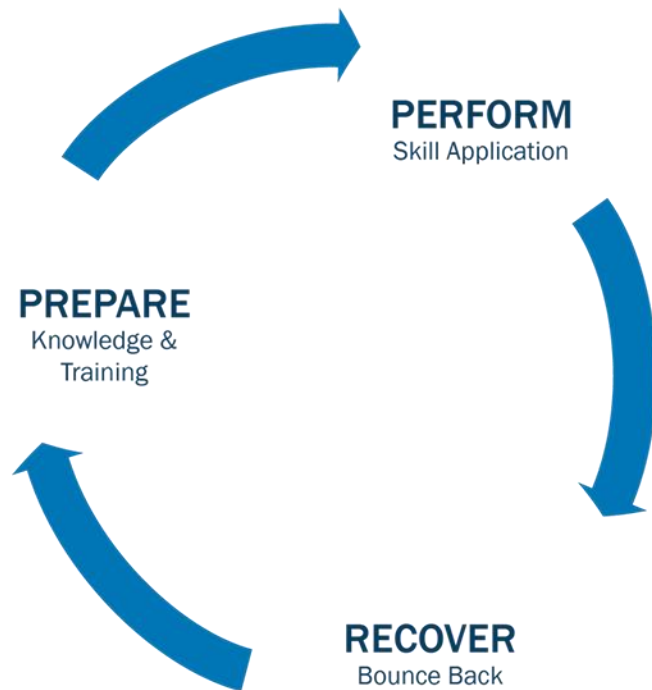 PERFORM
Skill Application
PREPARE
Knowledge &
Training
RECOVER
Bounce Back